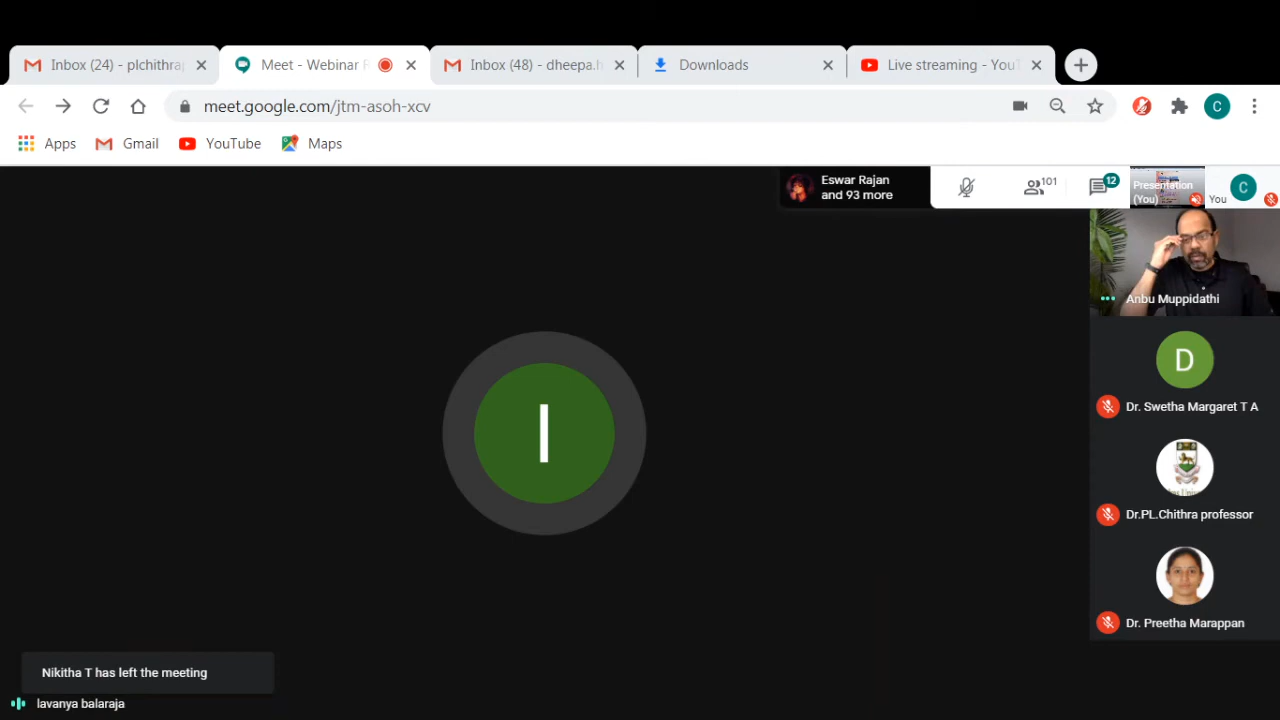 Inbox (24) - plchithra
Meet - Webinar
Inbox (48) - dheepa.h
Downloads
Live streaming - YouT
meet.google.com/jtm-asoh-xcv
C
Apps
Gmail
YouTube
Maps
Eswar Rajan
and 93 more
101
12
Presentation
(You)
C
You
Anbu Muppidathi
D
Dr. Swetha Margaret T A
Dr.PL.Chithra professor
Dr. Preetha Marappan
l
Nikitha T has left the meeting
lavanya balaraja